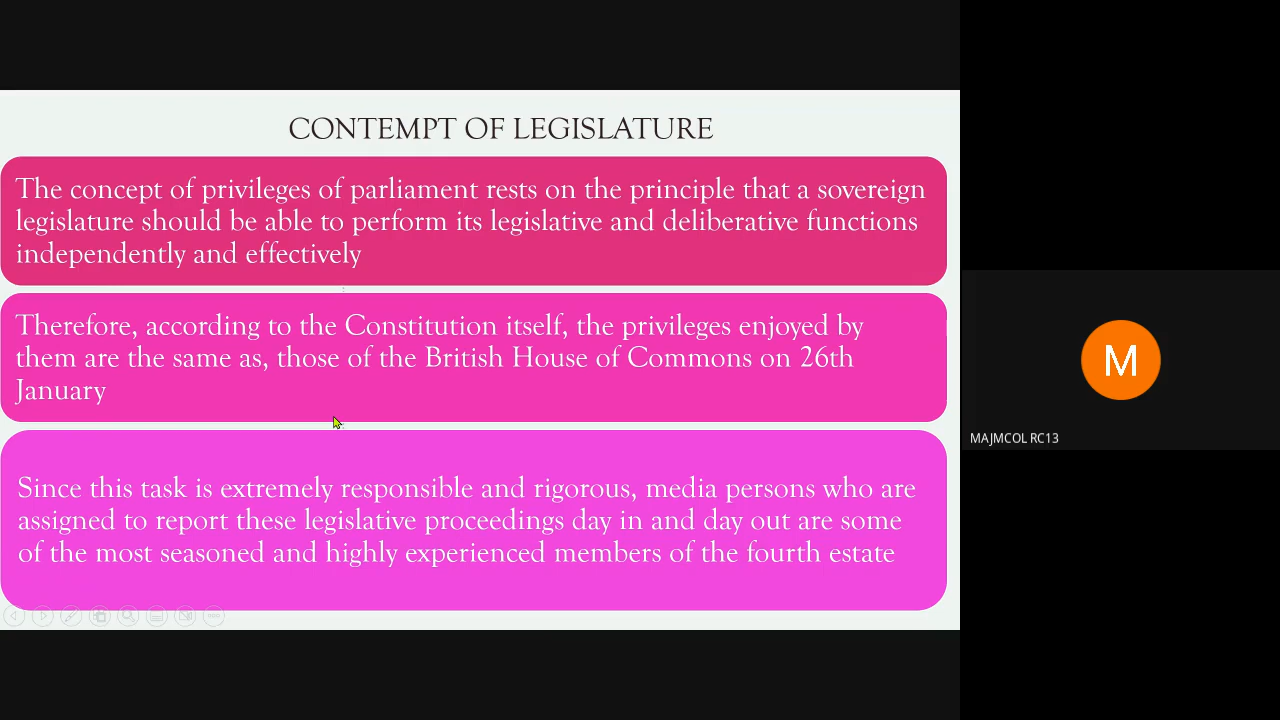 CONTEMPT OF LEGISLATURE
The concept of privileges of parliament rests on the principle that a sovereign
legislature should be able to perform its legislative and deliberative functions
independently and effectively
Therefore, according to the Constitution itself, the privileges enjoyed by
them are the same as, those of the British House of Commons on 26th
January
Since this task is extremely responsible and rigorous, media persons who are
assigned to report these legislative proceedings day in and day out are some
of the most seasoned and highly experienced members of the fourth estate
M
MAJMCOL RC13